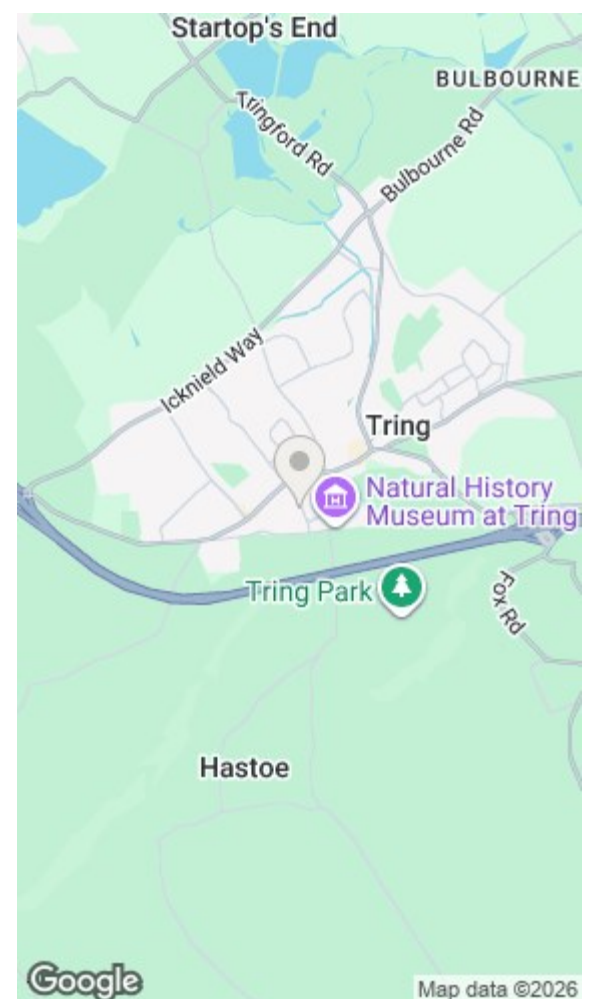 Startop's End
BULBOURNE
Tringford Rd
Bulbourne Rd
Icknield Way
Tring
Natural History
Museum at Tring
Tring Park
Fox Rd
Hastoe
Google
Map data ©2026